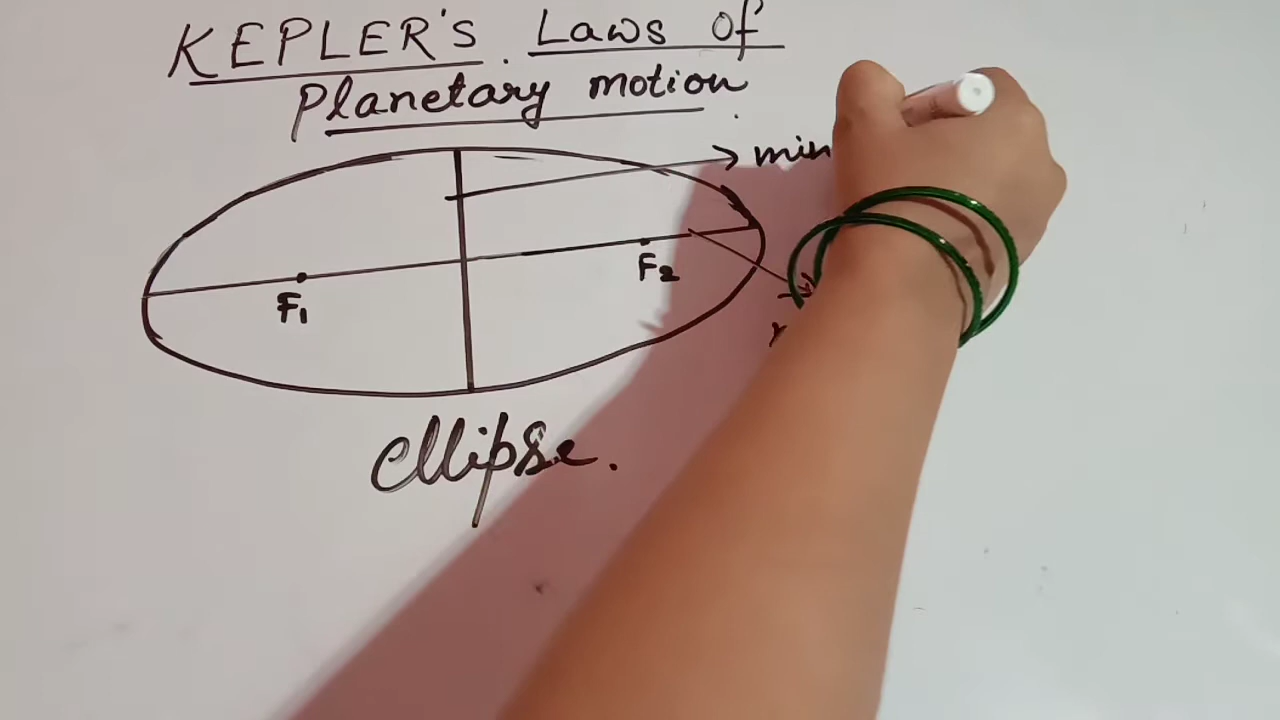 KEPLER'S Laws of
Planetary motion
F₁
F₂
ellipse.